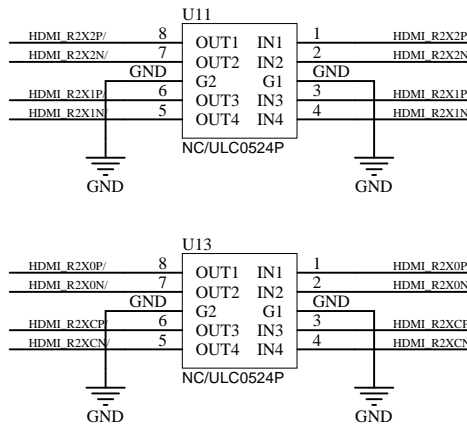 U11
HDMI_R2X2P/ 8 OUT1 IN1 1 HDMI_R2X2P
HDMI_R2X2N/ 7 OUT2 IN2 2 HDMI_R2X2N
GND G2 G1 GND
HDMI_R2X1P/ 6 OUT3 IN3 3 HDMI_R2X1P
HDMI_R2X1N/ 5 OUT4 IN4 4 HDMI_R2X1N
NC/ULC0524P
GND GND
U13
HDMI_R2X0P/ 8 OUT1 IN1 1 HDMI_R2X0P
HDMI_R2X0N/ 7 OUT2 IN2 2 HDMI_R2X0N
GND G2 G1 GND
HDMI_R2XCP/ 6 OUT3 IN3 3 HDMI_R2XCP
HDMI_R2XCN/ 5 OUT4 IN4 4 HDMI_R2XCN
NC/ULC0524P
GND GND